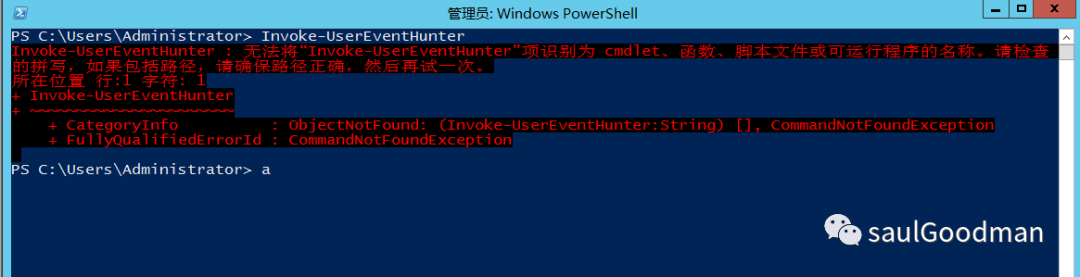 管理员: Windows PowerShell
PS C:\Users\Administrator> Invoke-UserEventHunter
Invoke-UserEventHunter : 无法将“Invoke-UserEventHunter”项识别为 cmdlet、函数、脚本文件或可运行程序的名称。请检查
的拼写，如果包括路径，请确保路径正确，然后再试一次。
所在位置 行:1 字符: 1
+ Invoke-UserEventHunter
+ ~~~~~~~~~~~~~~~~~~~~~~
    + CategoryInfo          : ObjectNotFound: (Invoke-UserEventHunter:String) [], CommandNotFoundException
    + FullyQualifiedErrorId : CommandNotFoundException
PS C:\Users\Administrator> a
saulGoodman